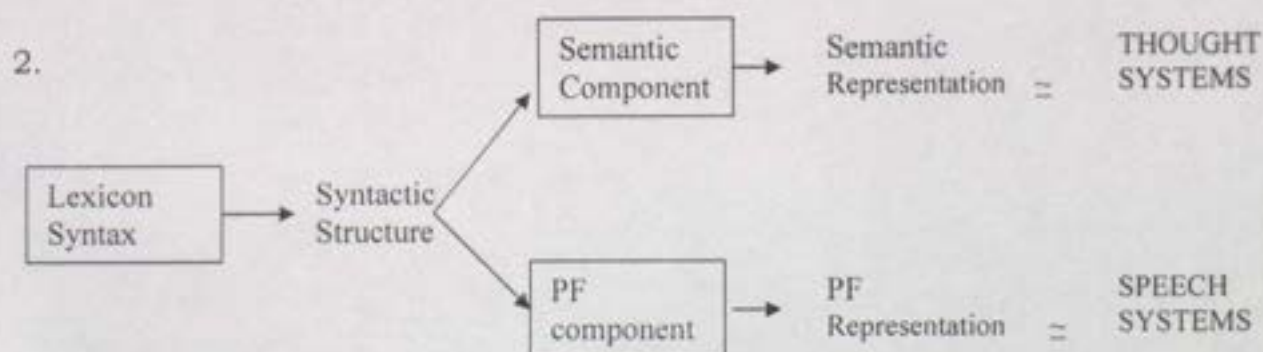 2.
Semantic
Component
Semantic
Representation ≅
THOUGHT
SYSTEMS
Lexicon
Syntax
Syntactic
Structure
PF
component
PF
Representation ≅
SPEECH
SYSTEMS